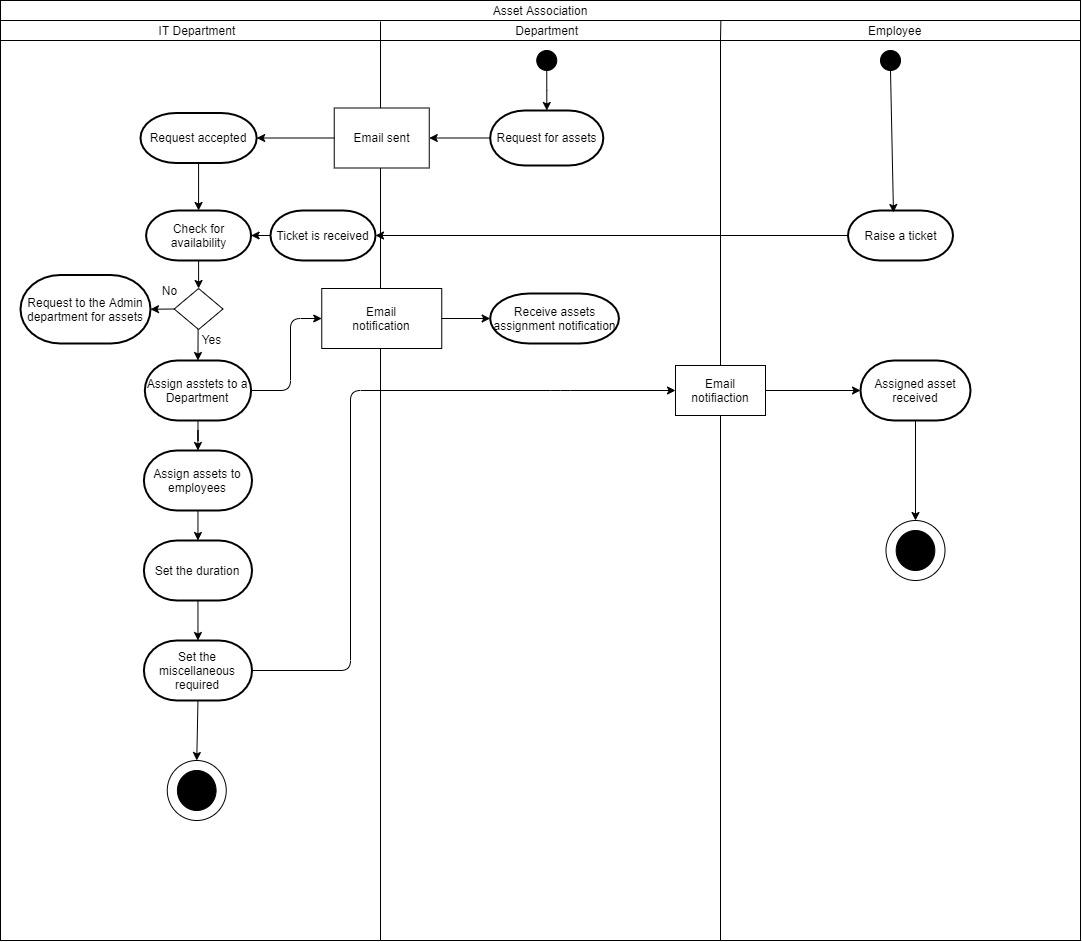 Asset Association
IT Department
Department
Employee
Request accepted
Email sent
Request for assets
Check for
availability
Ticket is received
Raise a ticket
No
Request to the Admin
department for assets
Yes
Email
notification
Receive assets
assignment notification
Assign astets to a
Department
Email
notifiaction
Assigned asset
received
Assign assets to
employees
Set the duration
Set the
miscellaneous
required